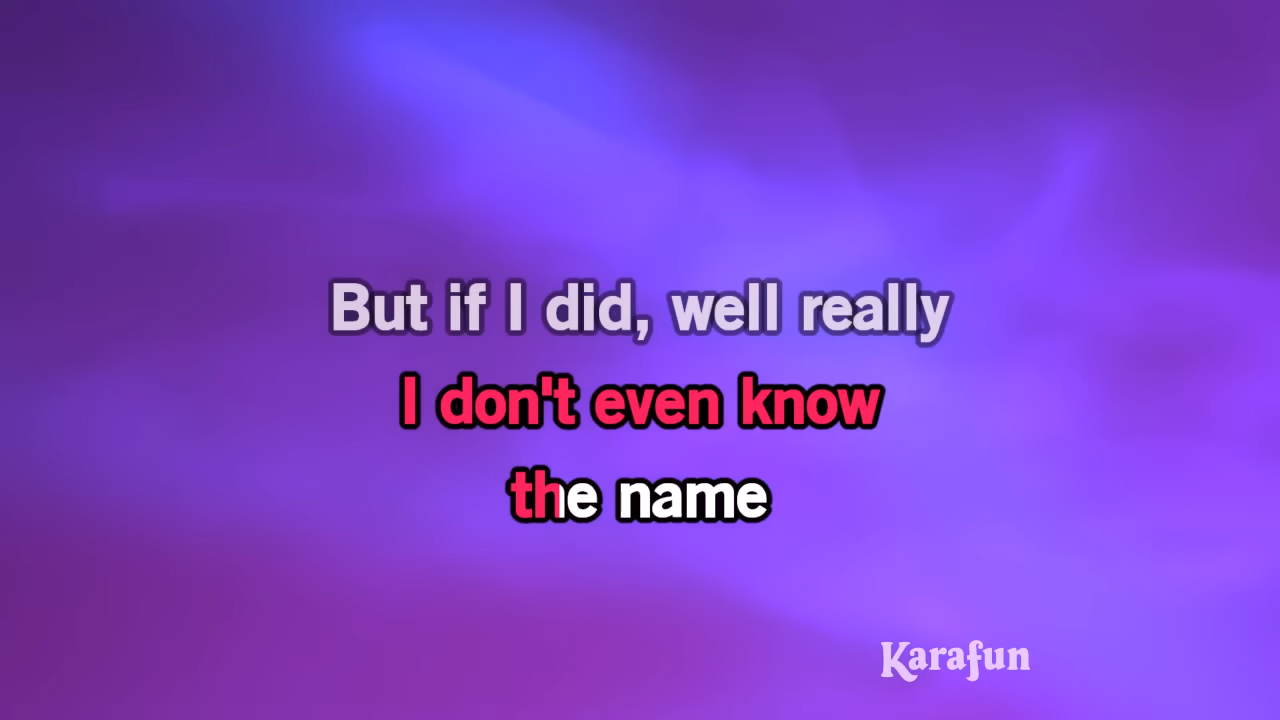 But if I did, well really
I don't even know
the name
Karafun